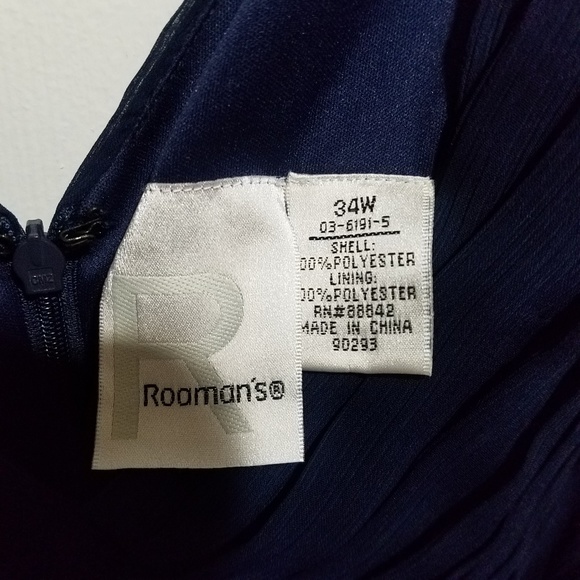 R
Roaman's®
34W
03-6191-5
SHELL:
00%POLYESTER
LINING:
00%POLYESTER
RN#88842
MADE IN CHINA
90293